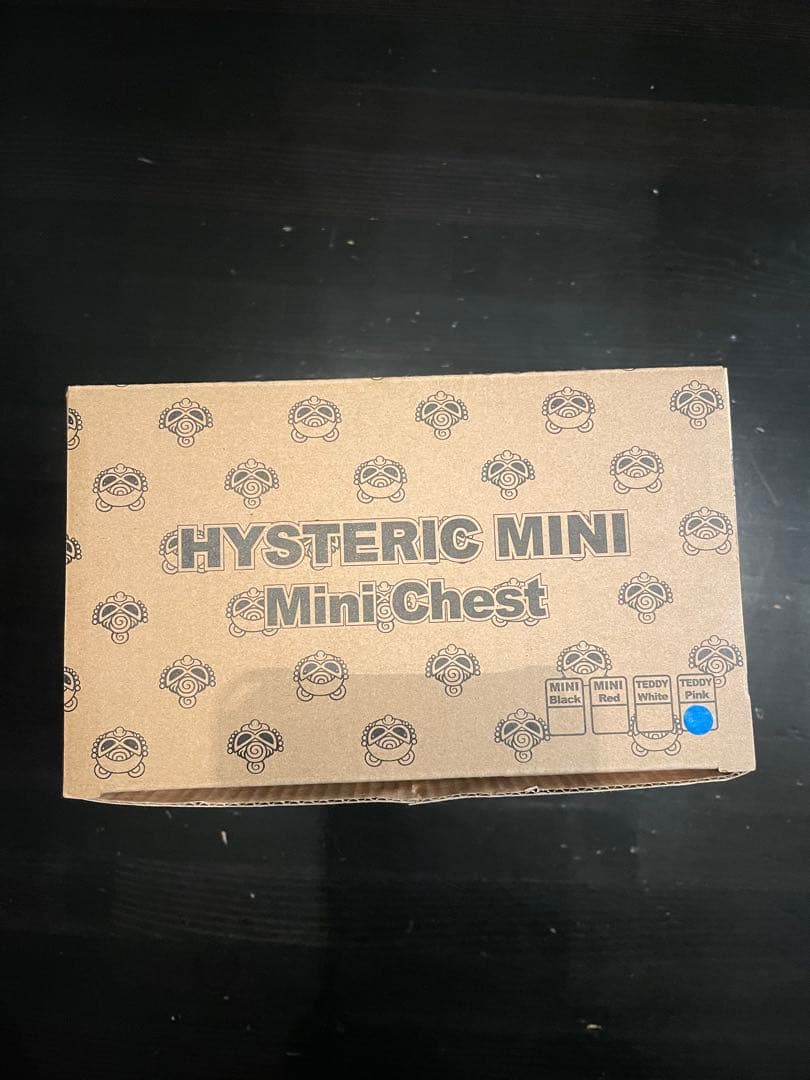 HYSTERIC MINI
Mini Chest
MINI Black
MINI Red
TEDDY White
TEDDY Pink